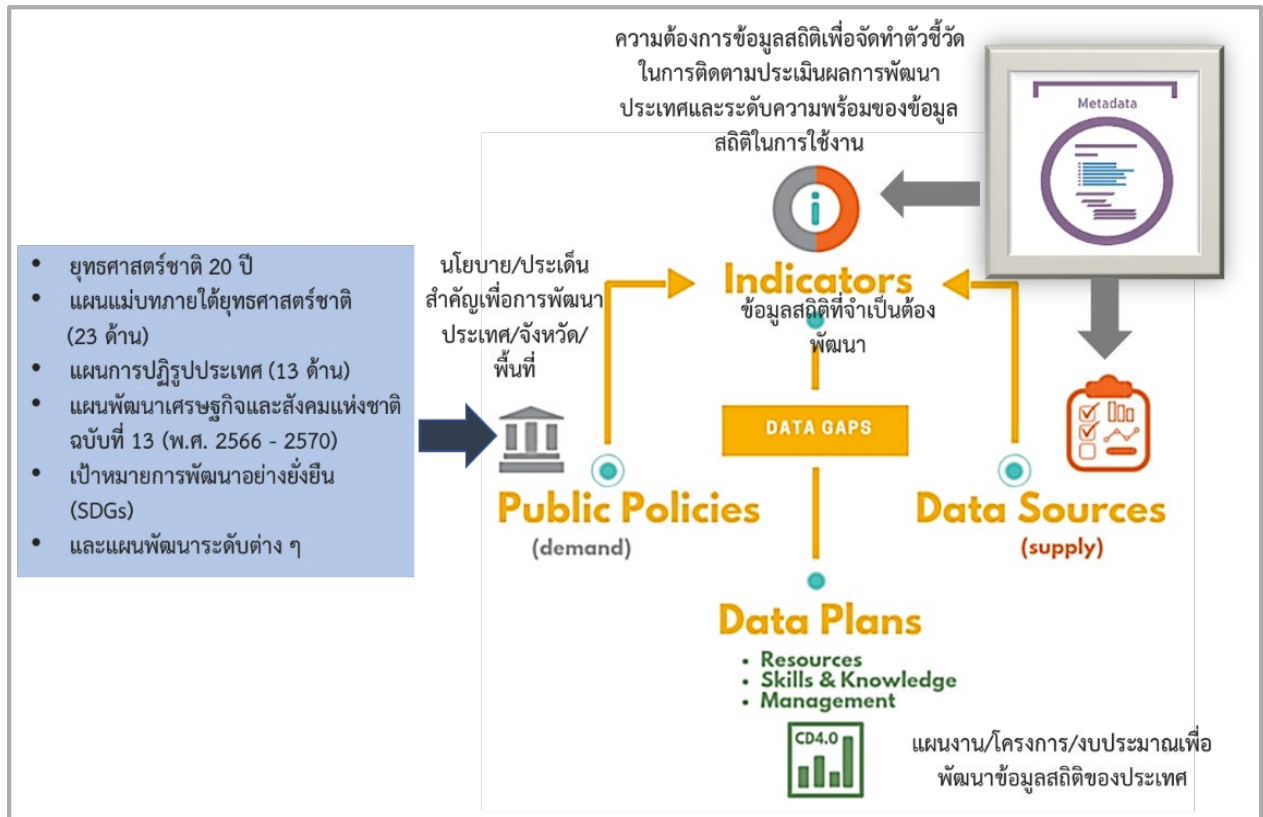 ความต้องการข้อมูลสถิติเพื่อจัดทำตัวชี้วัด
ในการติดตามประเมินผลการพัฒนา
ประเทศและระดับความพร้อมของข้อมูล
สถิติในการใช้งาน
Metadata
• ยุทธศาสตร์ชาติ 20 ปี
• แผนแม่บทภายใต้ยุทธศาสตร์ชาติ
(23 ด้าน)
• แผนการปฏิรูปประเทศ (13 ด้าน)
• แผนพัฒนาเศรษฐกิจและสังคมแห่งชาติ
ฉบับที่ 13 (พ.ศ. 2566 - 2570)
• เป้าหมายการพัฒนาอย่างยั่งยืน
(SDGs)
• และแผนพัฒนาระดับต่าง ๆ
นโยบาย/ประเด็น
สำคัญเพื่อการพัฒนา
ประเทศ/จังหวัด/
พื้นที่
Indicators
ข้อมูลสถิติที่จำเป็นต้อง
พัฒนา
DATA GAPS
Public Policies
(demand)
Data Sources
(supply)
Data Plans
• Resources
• Skills & Knowledge
• Management
CD4.0
แผนงาน/โครงการ/งบประมาณเพื่อ
พัฒนาข้อมูลสถิติของประเทศ